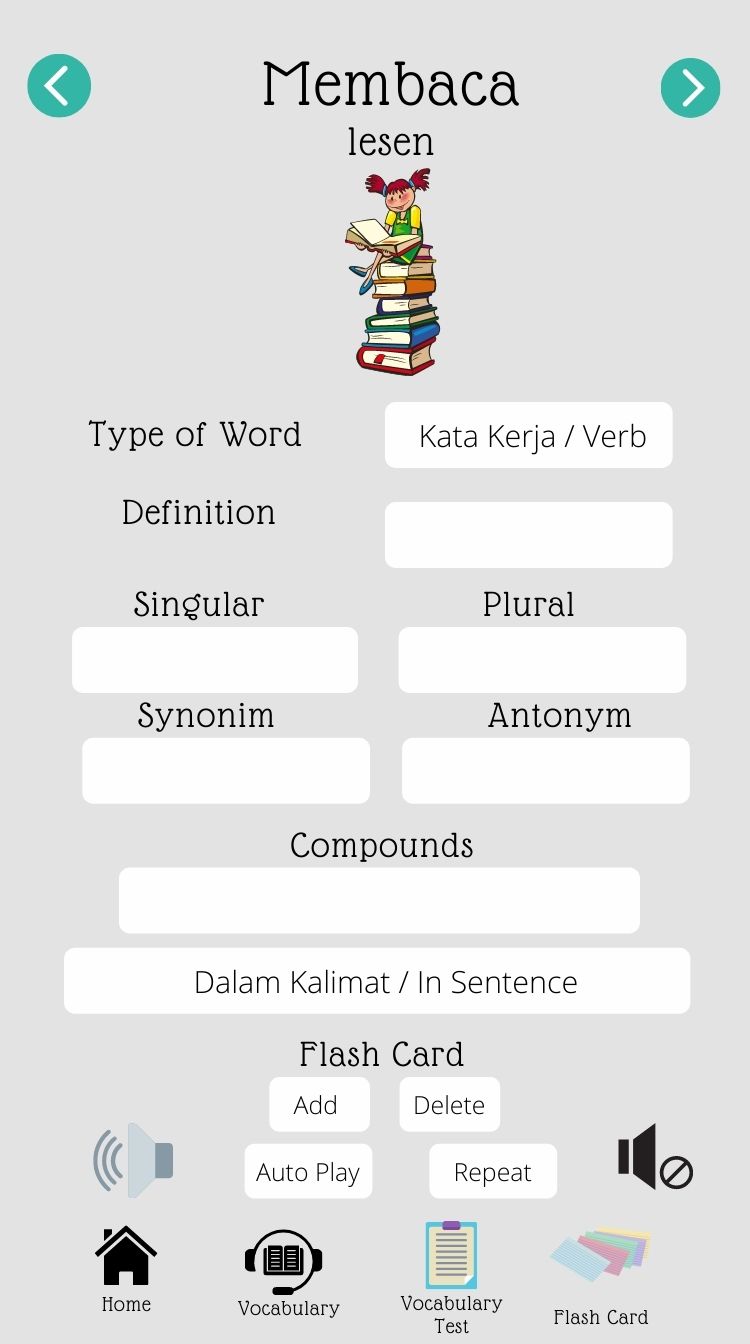 Membaca
lesen
Type of Word
Kata Kerja / Verb
Definition
Singular
Plural
Synonim
Antonym
Compounds
Dalam Kalimat / In Sentence
Flash Card
Add
Delete
Auto Play
Repeat
Home
Vocabulary
Vocabulary
Test
Flash Card